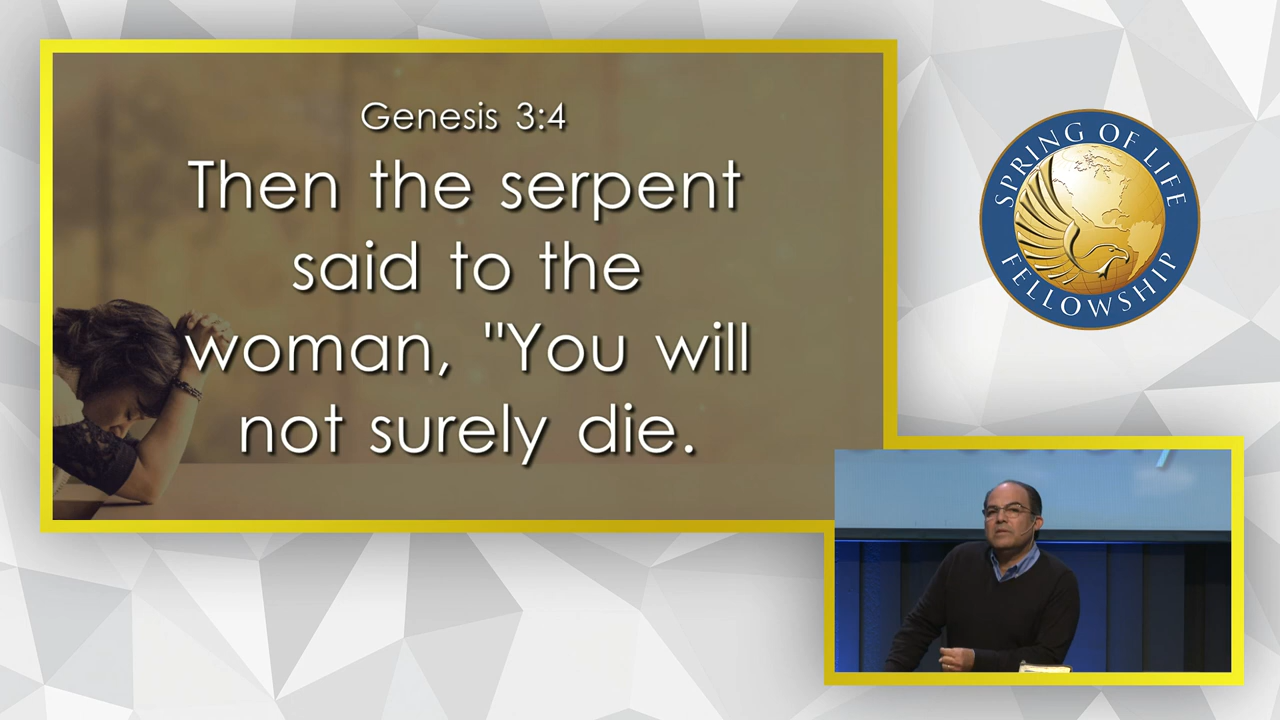 Genesis 3:4
Then the serpent
said to the
woman, "You will
not surely die.
SPRING OF LIFE
FELLOWSHIP